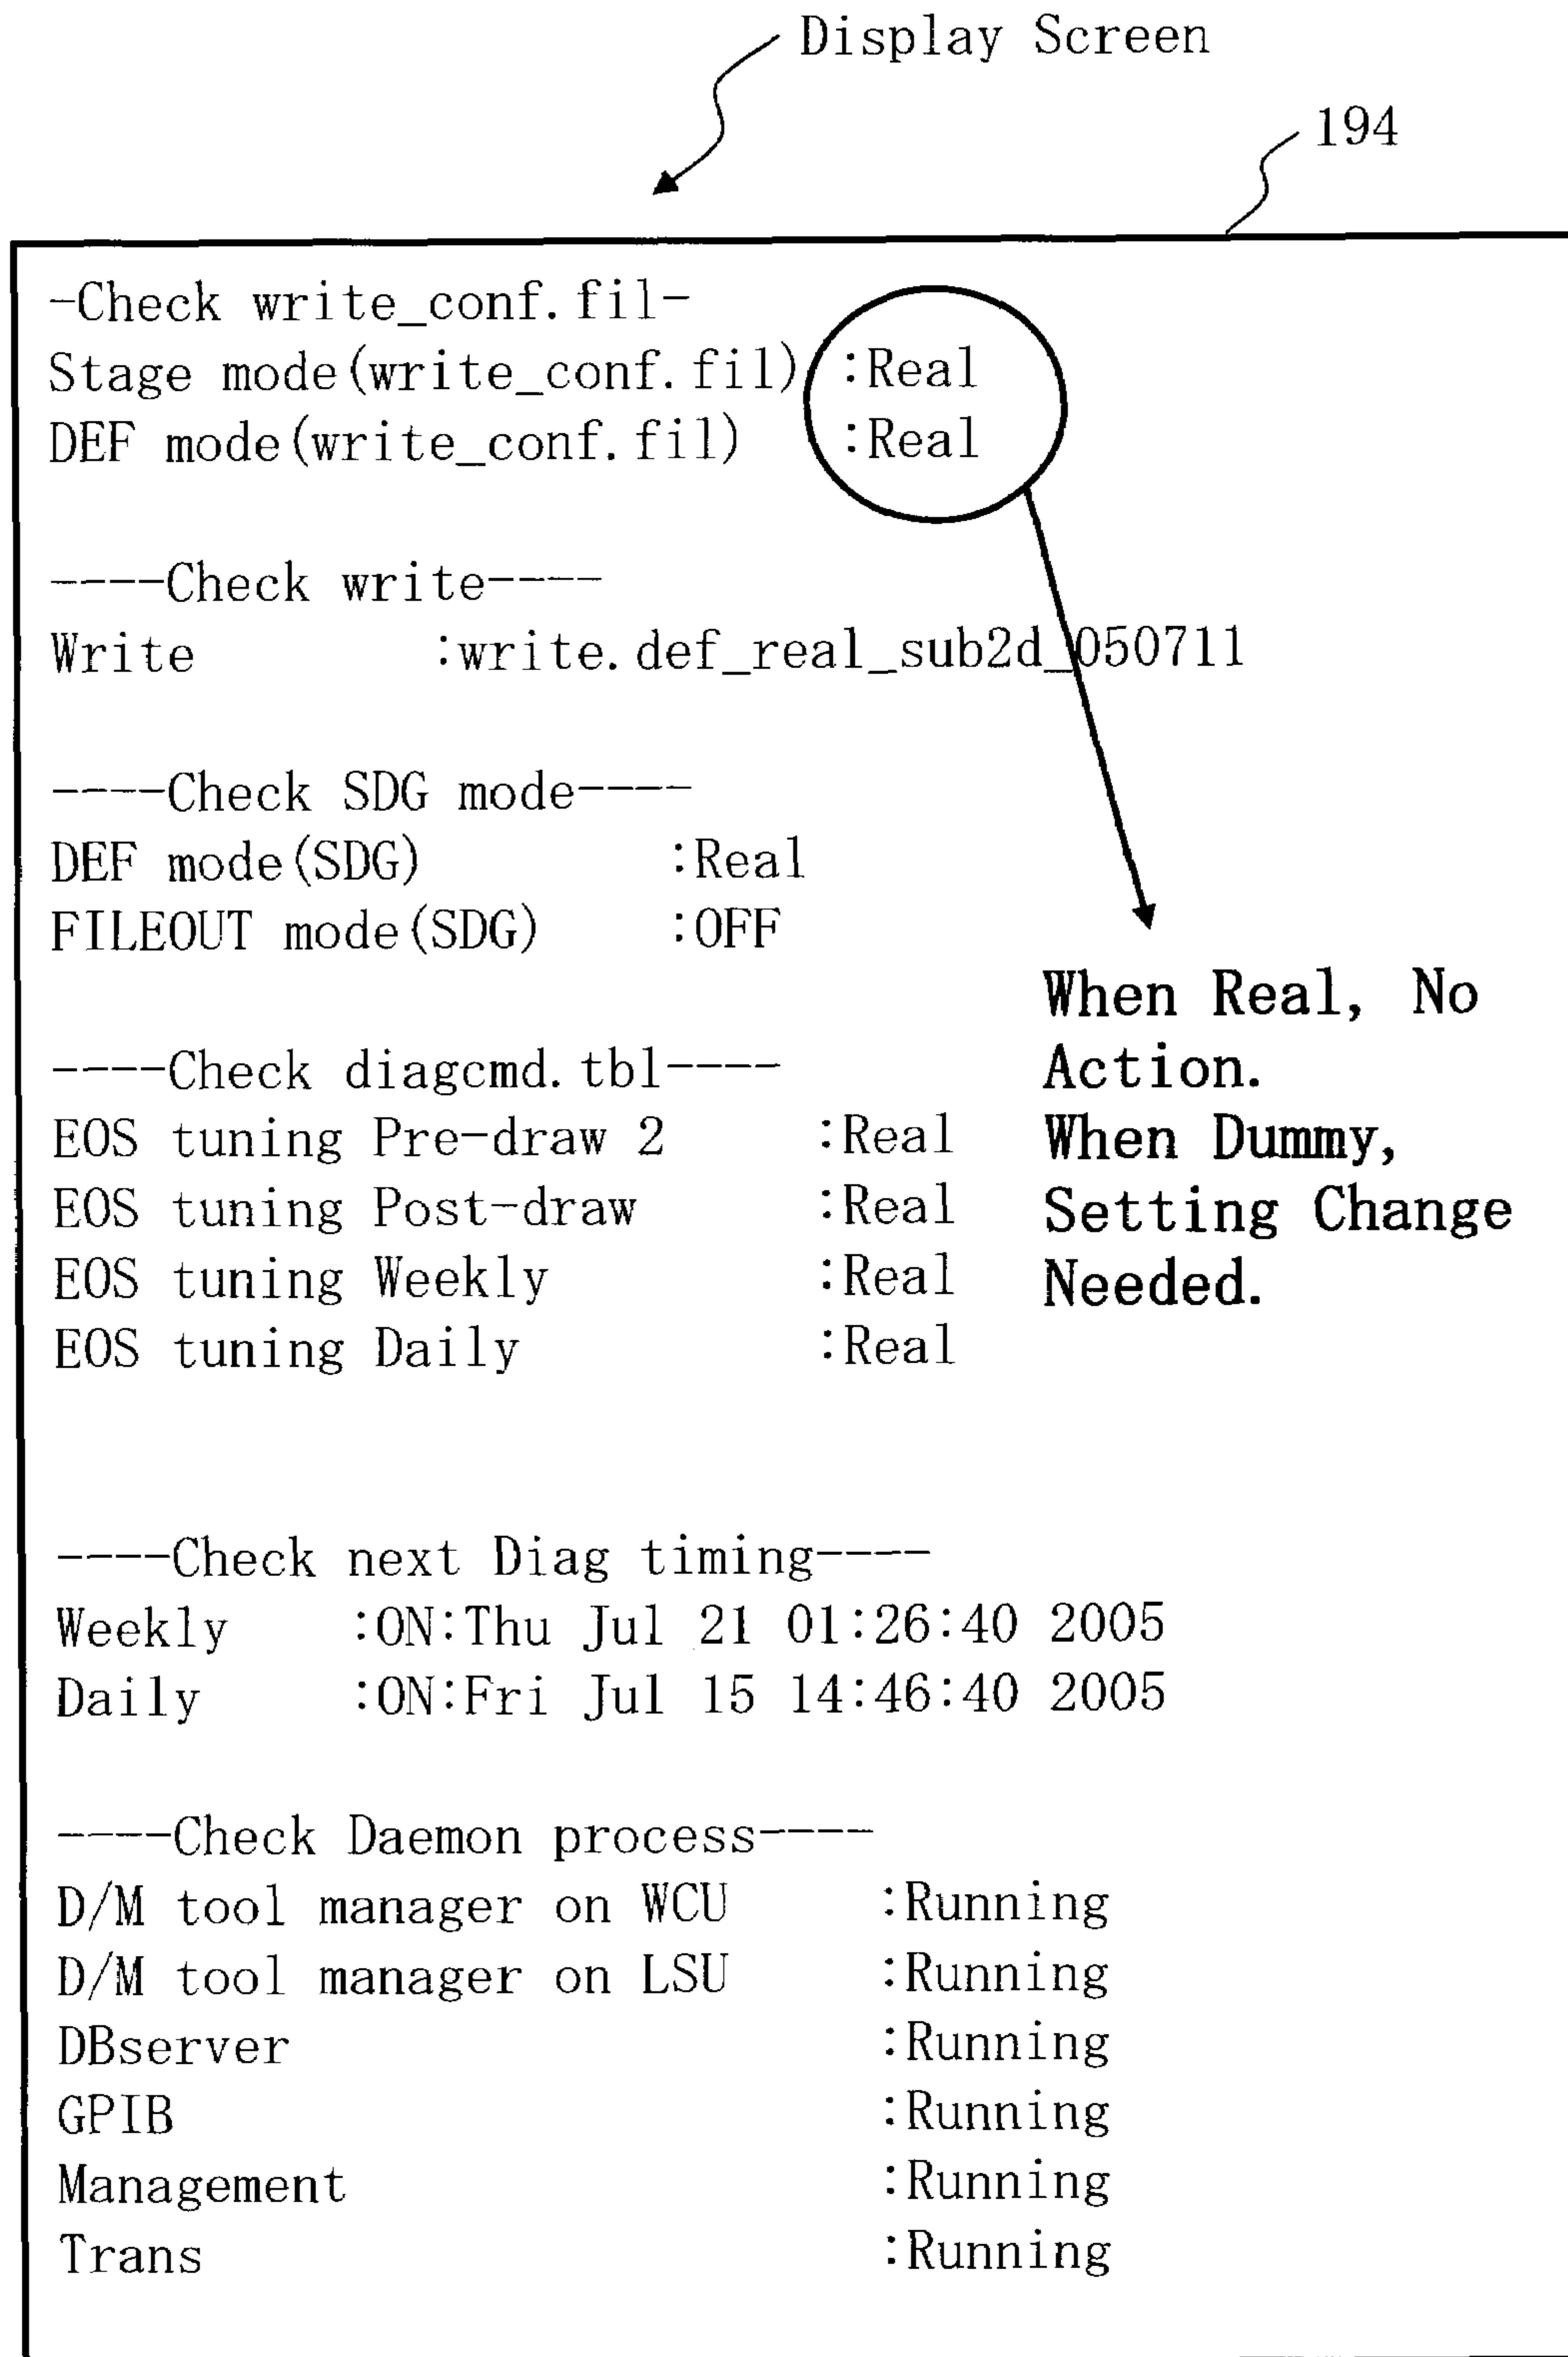 Display Screen
194
-Check write_conf.fil-
Stage mode(write_conf.fil) :Real
DEF mode(write_conf.fil) :Real
----Check write----
Write :write.def_real_sub2d_050711
----Check SDG mode----
DEF mode(SDG) :Real
FILEOUT mode(SDG) :OFF
When Real, No
Action.
When Dummy,
Setting Change
Needed.
----Check diagcmd.tbl----
EOS tuning Pre-draw 2 :Real
EOS tuning Post-draw :Real
EOS tuning Weekly :Real
EOS tuning Daily :Real
----Check next Diag timing----
Weekly :ON:Thu Jul 21 01:26:40 2005
Daily :ON:Fri Jul 15 14:46:40 2005
----Check Daemon process----
D/M tool manager on WCU :Running
D/M tool manager on LSU :Running
DBserver :Running
GPIB :Running
Management :Running
Trans :Running